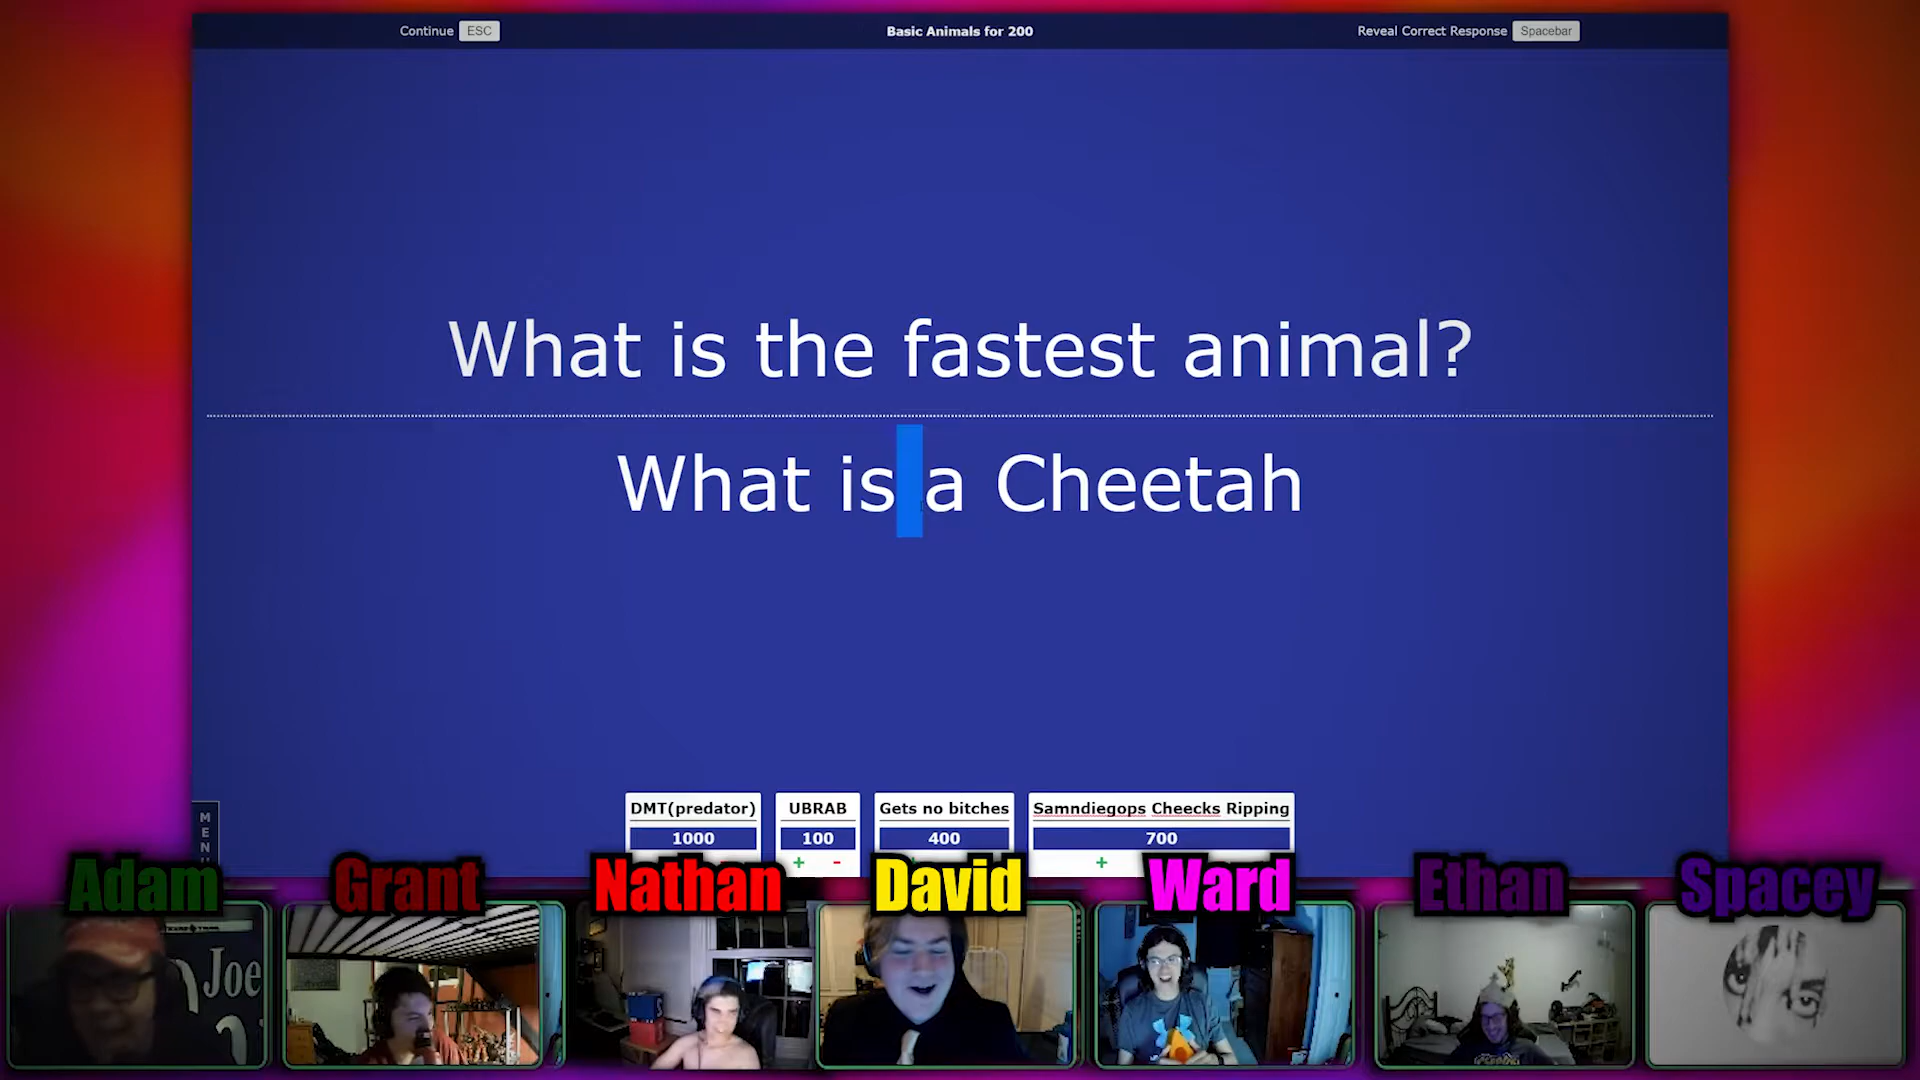 Continue ESC
Basic Animals for 200
Reveal Correct Response Spacebar
What is the fastest animal?
What is a Cheetah
MEN
DMT(predator)
1000
UBRAB
100
+ -
Gets no bitches
400
Samndiegops Cheecks Ripping
700
+
Adam
Grant
Nathan
David
Ward
Ethan
Spacey
Joe